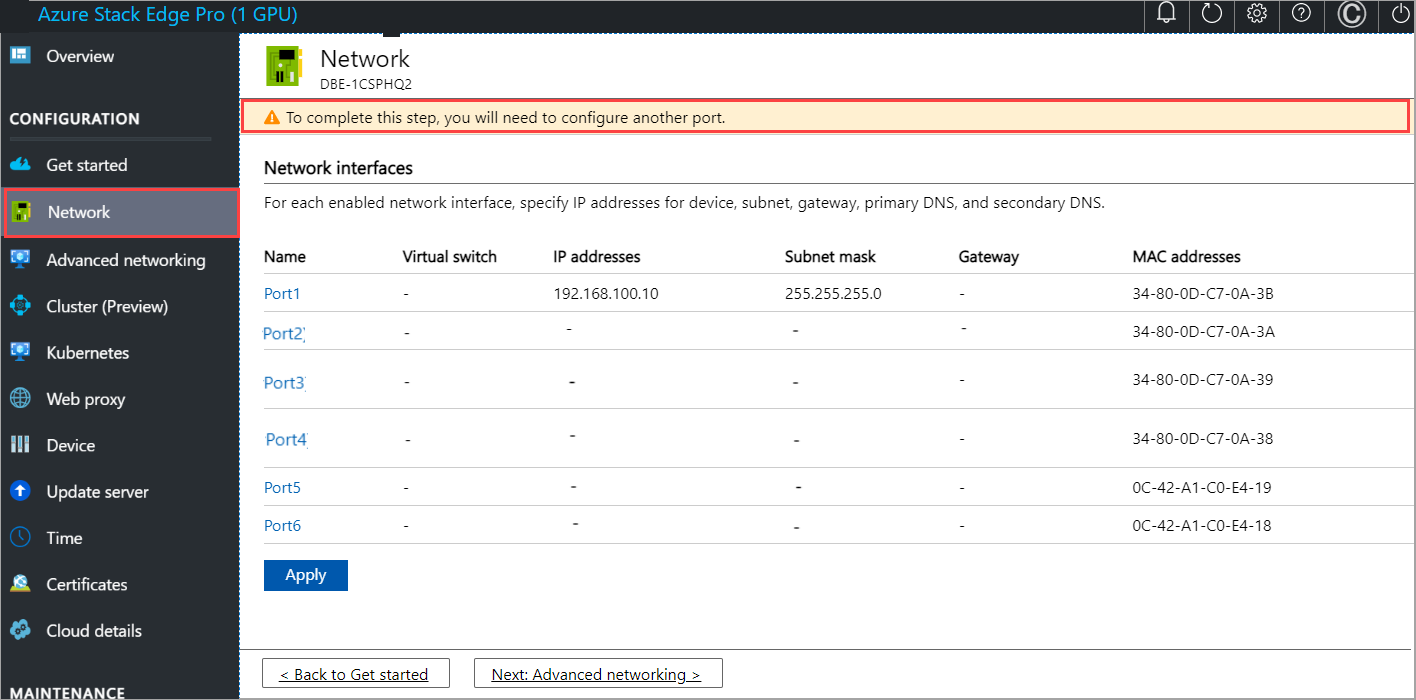 Azure Stack Edge Pro (1 GPU)
Overview
CONFIGURATION
Get started
Network
Advanced networking
Cluster (Preview)
Kubernetes
Web proxy
Device
Update server
Time
Certificates
Cloud details
MAINTENANCE
Network
DBE-1CSPHQ2
To complete this step, you will need to configure another port.
Network interfaces
For each enabled network interface, specify IP addresses for device, subnet, gateway, primary DNS, and secondary DNS.
Name Virtual switch IP addresses Subnet mask Gateway MAC addresses
Port1 - 192.168.100.10 255.255.255.0 - 34-80-0D-C7-0A-3B
Port2 - - - - 34-80-0D-C7-0A-3A
Port3 - - - - 34-80-0D-C7-0A-39
Port4 - - - - 34-80-0D-C7-0A-38
Port5 - - - - 0C-42-A1-C0-E4-19
Port6 - - - - 0C-42-A1-C0-E4-18
Apply
< Back to Get started Next: Advanced networking >